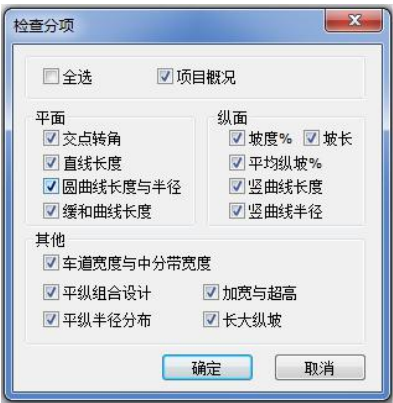 检查分项
全选 项目概况
平面
交点转角
直线长度
圆曲线长度与半径
缓和曲线长度
纵面
坡度% 坡长
平均纵坡%
竖曲线长度
竖曲线半径
其他
车道宽度与中分带宽度
平纵组合设计 加宽与超高
平纵半径分布 长大纵坡
确定 取消